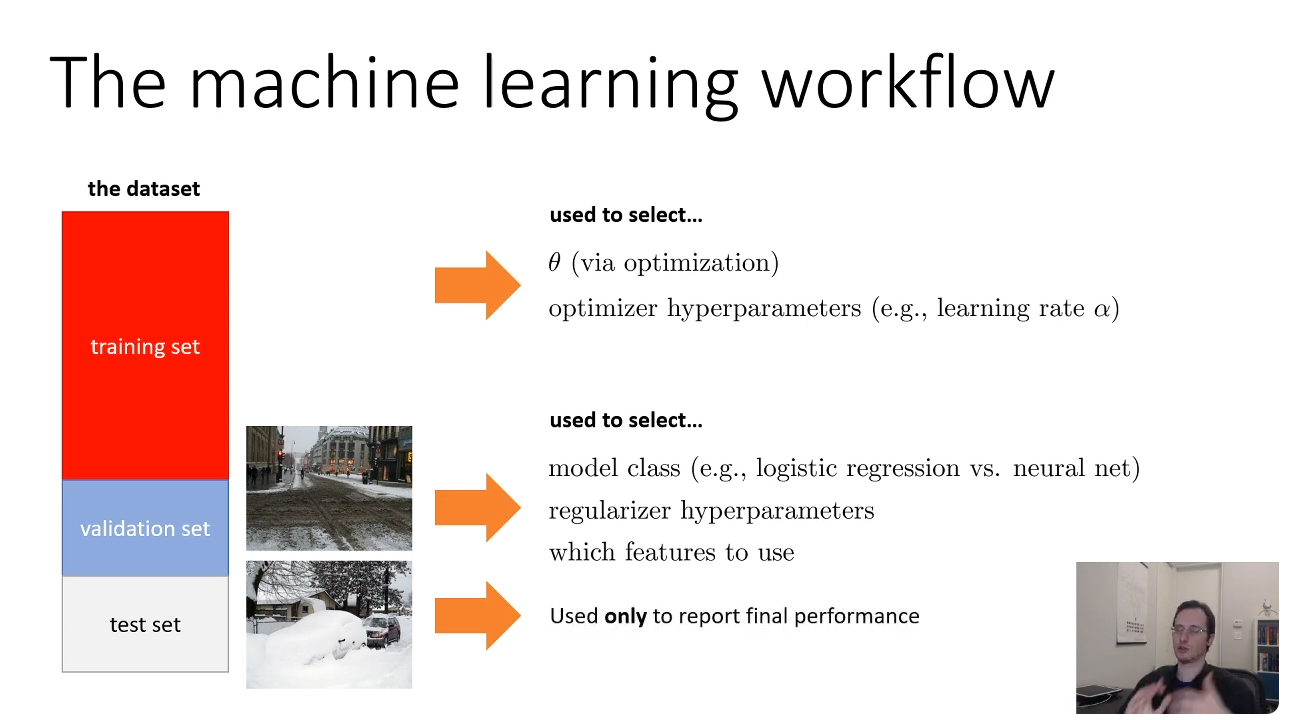 The machine learning workflow
the dataset
training set
validation set
test set
used to select...
θ (via optimization)
optimizer hyperparameters (e.g., learning rate α)
used to select...
model class (e.g., logistic regression vs. neural net)
regularizer hyperparameters
which features to use
Used only to report final performance